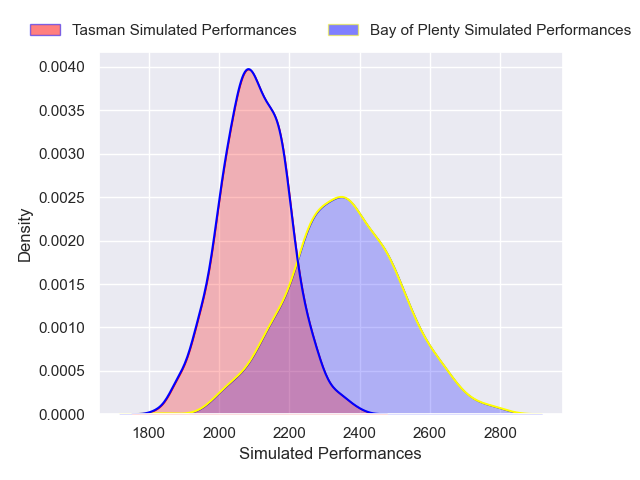 Tasman Simulated Performances
Bay of Plenty Simulated Performances
0.0040
0.0035
0.0030
0.0025
0.0020
0.0015
0.0010
0.0005
0.0000
Density
1800 2000 2200 2400 2600 2800
Simulated Performances